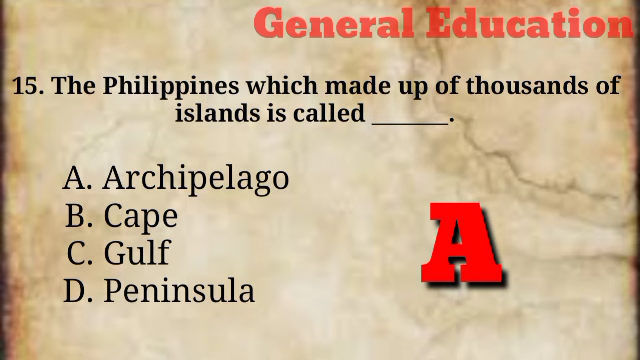 General Education
15. The Philippines which made up of thousands of
islands is called ______.
A. Archipelago
B. Cape
C. Gulf
D. Peninsula
A